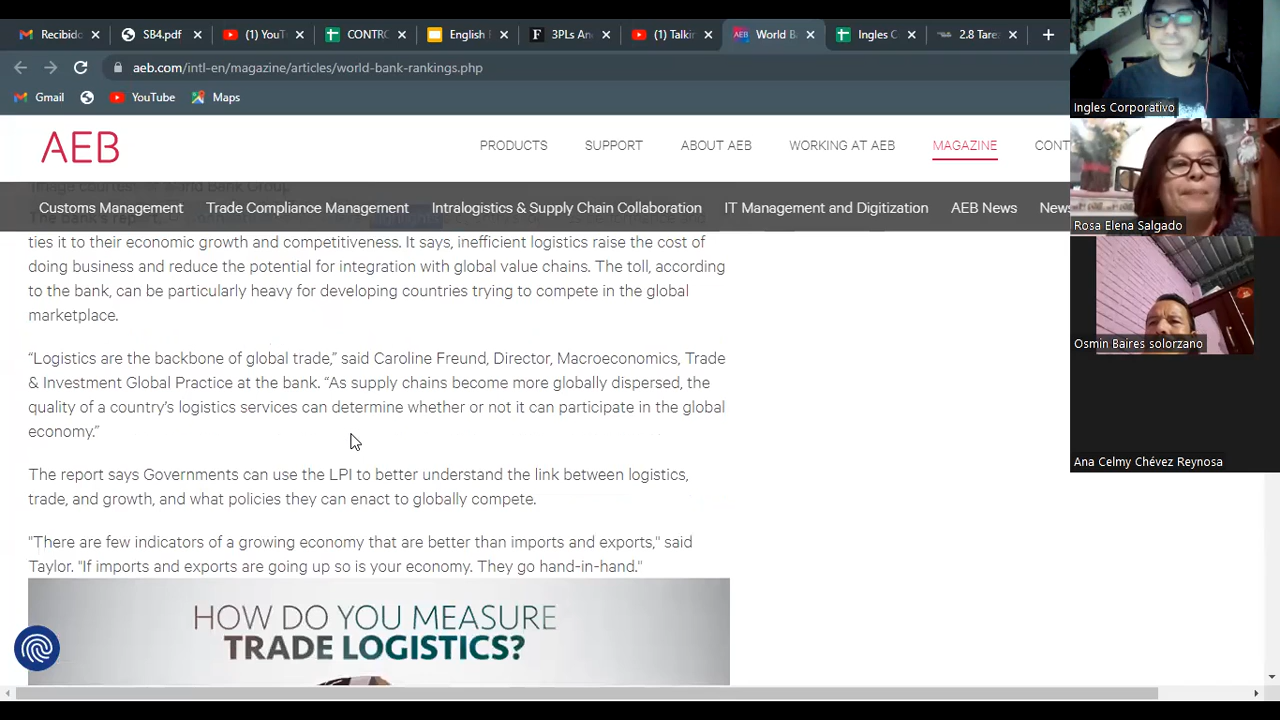 Recibido
SB4.pdf
(1) YouT
CONTRO
English F
3PLs And
(1) Talkir
World Ba
Ingles Co
2.8 Tarea
aeb.com/intl-en/magazine/articles/world-bank-rankings.php
Gmail
YouTube
Maps
AEB
PRODUCTS
SUPPORT
ABOUT AEB
WORKING AT AEB
MAGAZINE
CONT
Customs Management
Trade Compliance Management
Intralogistics & Supply Chain Collaboration
IT Management and Digitization
AEB News
News
The bank's report,
ties it to their economic growth and competitiveness. It says, inefficient logistics raise the cost of
doing business and reduce the potential for integration with global value chains. The toll, according
to the bank, can be particularly heavy for developing countries trying to compete in the global
marketplace.
“Logistics are the backbone of global trade,” said Caroline Freund, Director, Macroeconomics, Trade
& Investment Global Practice at the bank. “As supply chains become more globally dispersed, the
quality of a country’s logistics services can determine whether or not it can participate in the global
economy.”
The report says Governments can use the LPI to better understand the link between logistics,
trade, and growth, and what policies they can enact to globally compete.
"There are few indicators of a growing economy that are better than imports and exports," said
Taylor. "If imports and exports are going up so is your economy. They go hand-in-hand."
HOW DO YOU MEASURE
TRADE LOGISTICS?
Ingles Corporativo
Rosa Elena Salgado
Osmin Baires solorzano
Ana Celmy Chévez Reynosa